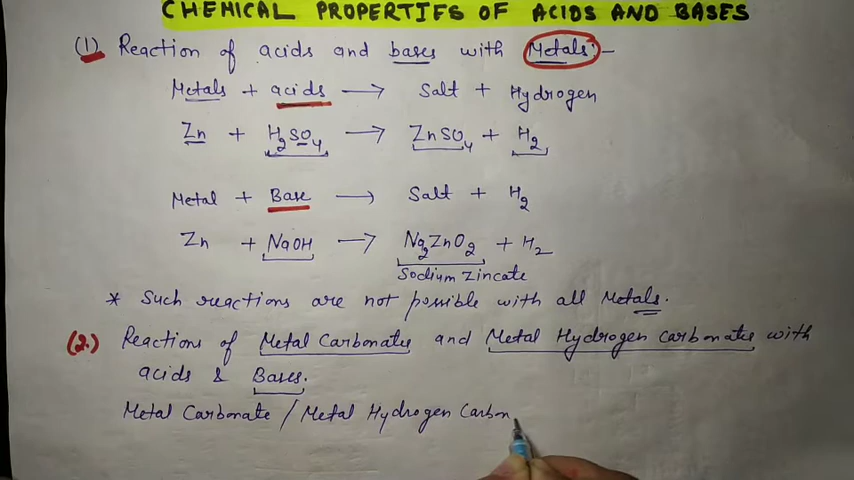 CHEMICAL PROPERTIES OF ACIDS AND BASES
(1) Reaction of acids and bases with Metals:-
Metals + acids → Salt + Hydrogen
Zn + H₂SO₄ → ZnSO₄ + H₂
Metal + Base → Salt + H₂
Zn + NaOH → Na₂ZnO₂ + H₂
Sodium Zincate
* Such reactions are not possible with all Metals.
(2.) Reactions of Metal Carbonates and Metal Hydrogen Carbonates with
acids & Bases.
Metal Carbonate / Metal Hydrogen Carbon